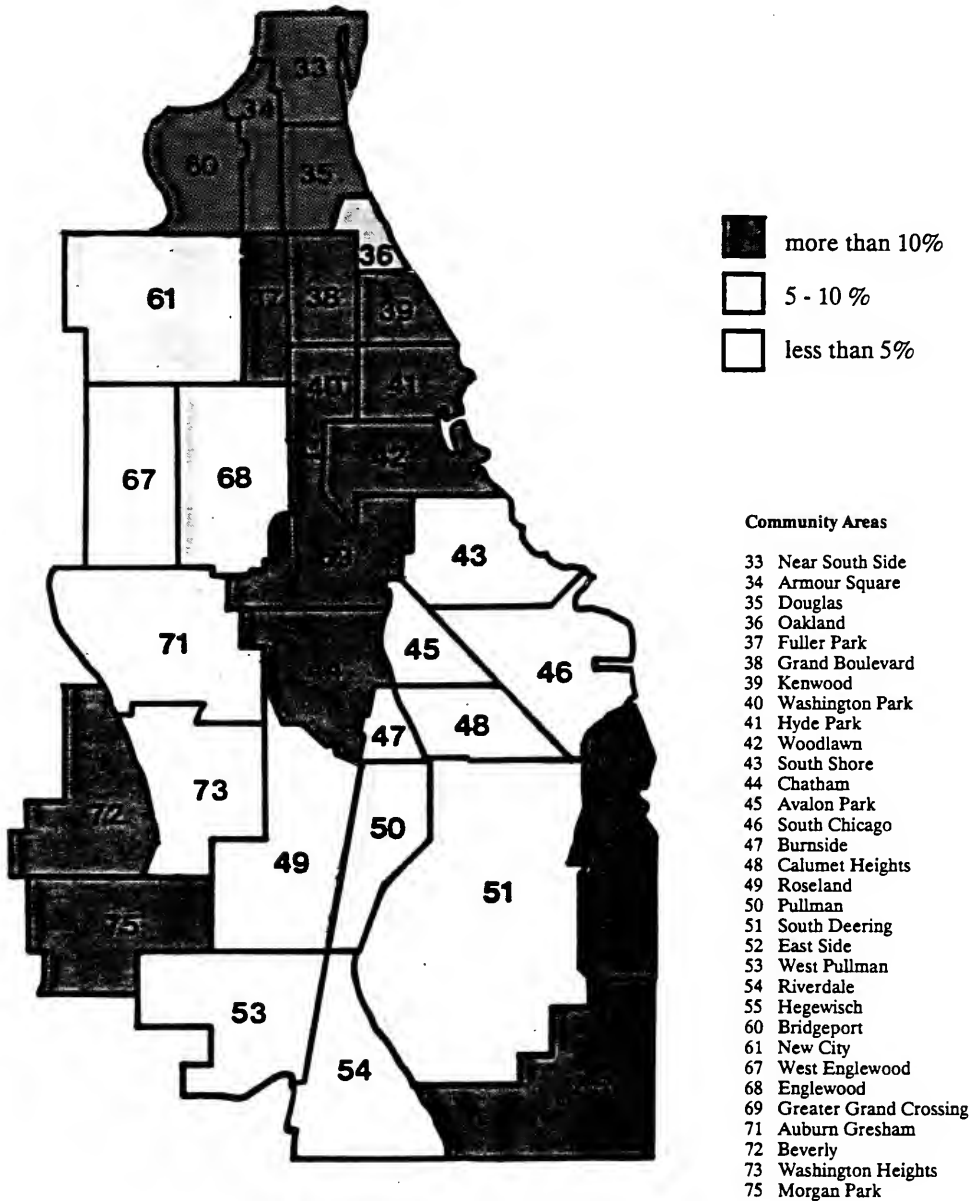 33
34
60
35
36
61
37
38
39
40
41
42
67
68
43
69
71
45
46
44
47
48
73
72
50
49
51
75
53
54
more than 10%
5 - 10 %
less than 5%
Community Areas
33 Near South Side
34 Armour Square
35 Douglas
36 Oakland
37 Fuller Park
38 Grand Boulevard
39 Kenwood
40 Washington Park
41 Hyde Park
42 Woodlawn
43 South Shore
44 Chatham
45 Avalon Park
46 South Chicago
47 Burnside
48 Calumet Heights
49 Roseland
50 Pullman
51 South Deering
52 East Side
53 West Pullman
54 Riverdale
55 Hegewisch
60 Bridgeport
61 New City
67 West Englewood
68 Englewood
69 Greater Grand Crossing
71 Auburn Gresham
72 Beverly
73 Washington Heights
75 Morgan Park